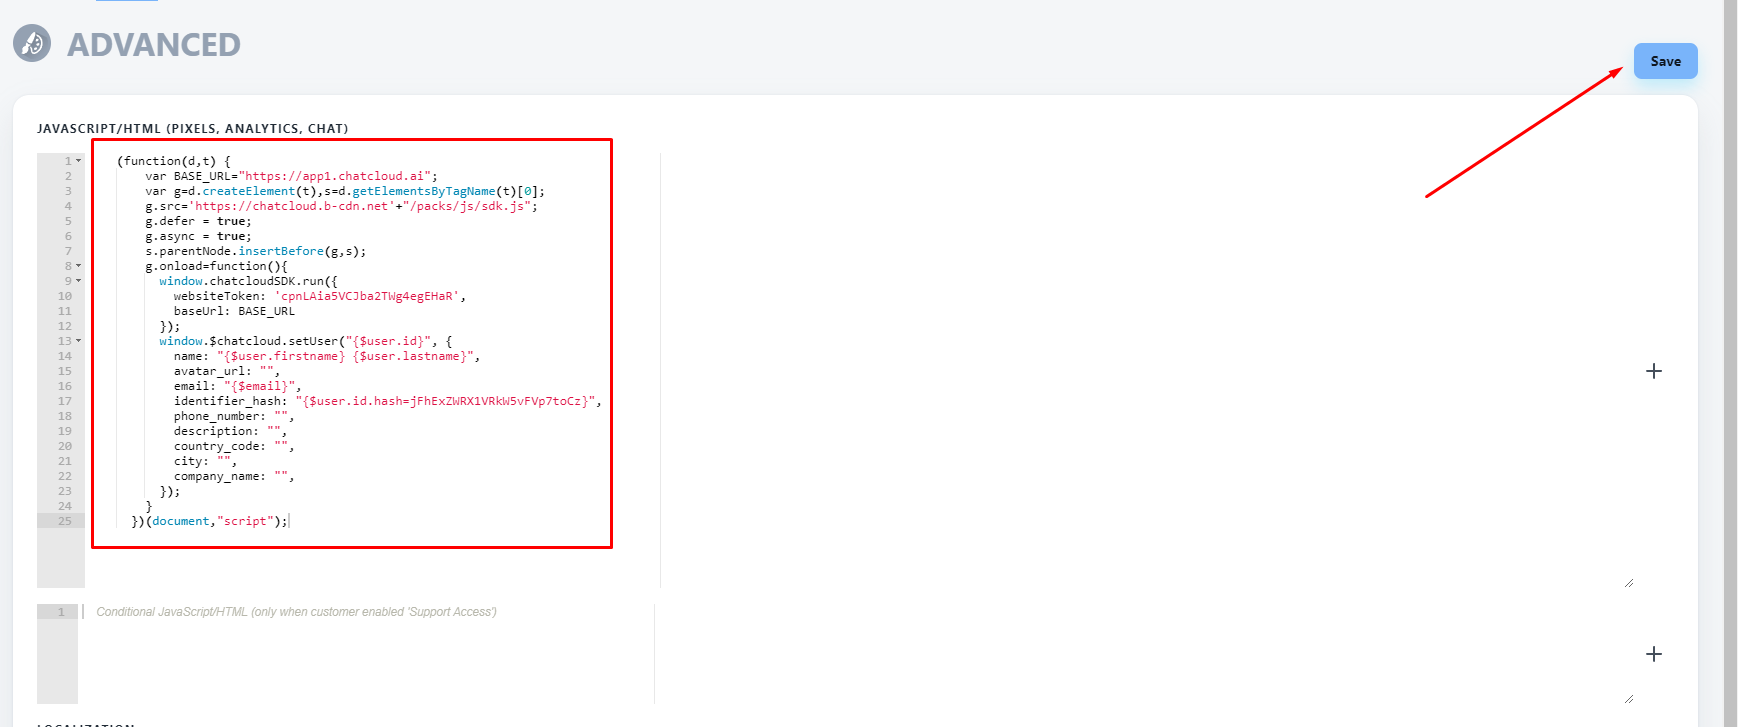 ADVANCED
Save
JAVASCRIPT/HTML (PIXELS, ANALYTICS, CHAT)
1 (function(d,t) {
2 var BASE_URL="https://app1.chatcloud.ai";
3 var g=d.createElement(t),s=d.getElementsByTagName(t)[0];
4 g.src='https://chatcloud.b-cdn.net'+"/packs/js/sdk.js";
5 g.defer = true;
6 g.async = true;
7 s.parentNode.insertBefore(g,s);
8 g.onload=function(){
9 window.chatcloudSDK.run({
10 websiteToken: 'cpnLAia5VCJba2TWg4egEHaR',
11 baseUrl: BASE_URL
12 });
13 window.$chatcloud.setUser("{$user.id}", {
14 name: "{$user.firstname} {$user.lastname}",
15 avatar_url: "",
16 email: "{$email}",
17 identifier_hash: "{$user.id.hash=jFhExZWRX1VRkW5vFVp7toCz}",
18 phone_number: "",
19 description: "",
20 country_code: "",
21 city: "",
22 company_name: "",
23 });
24 }
25 })(document,"script");
1 Conditional JavaScript/HTML (only when customer enabled 'Support Access')
LOCALIZATION